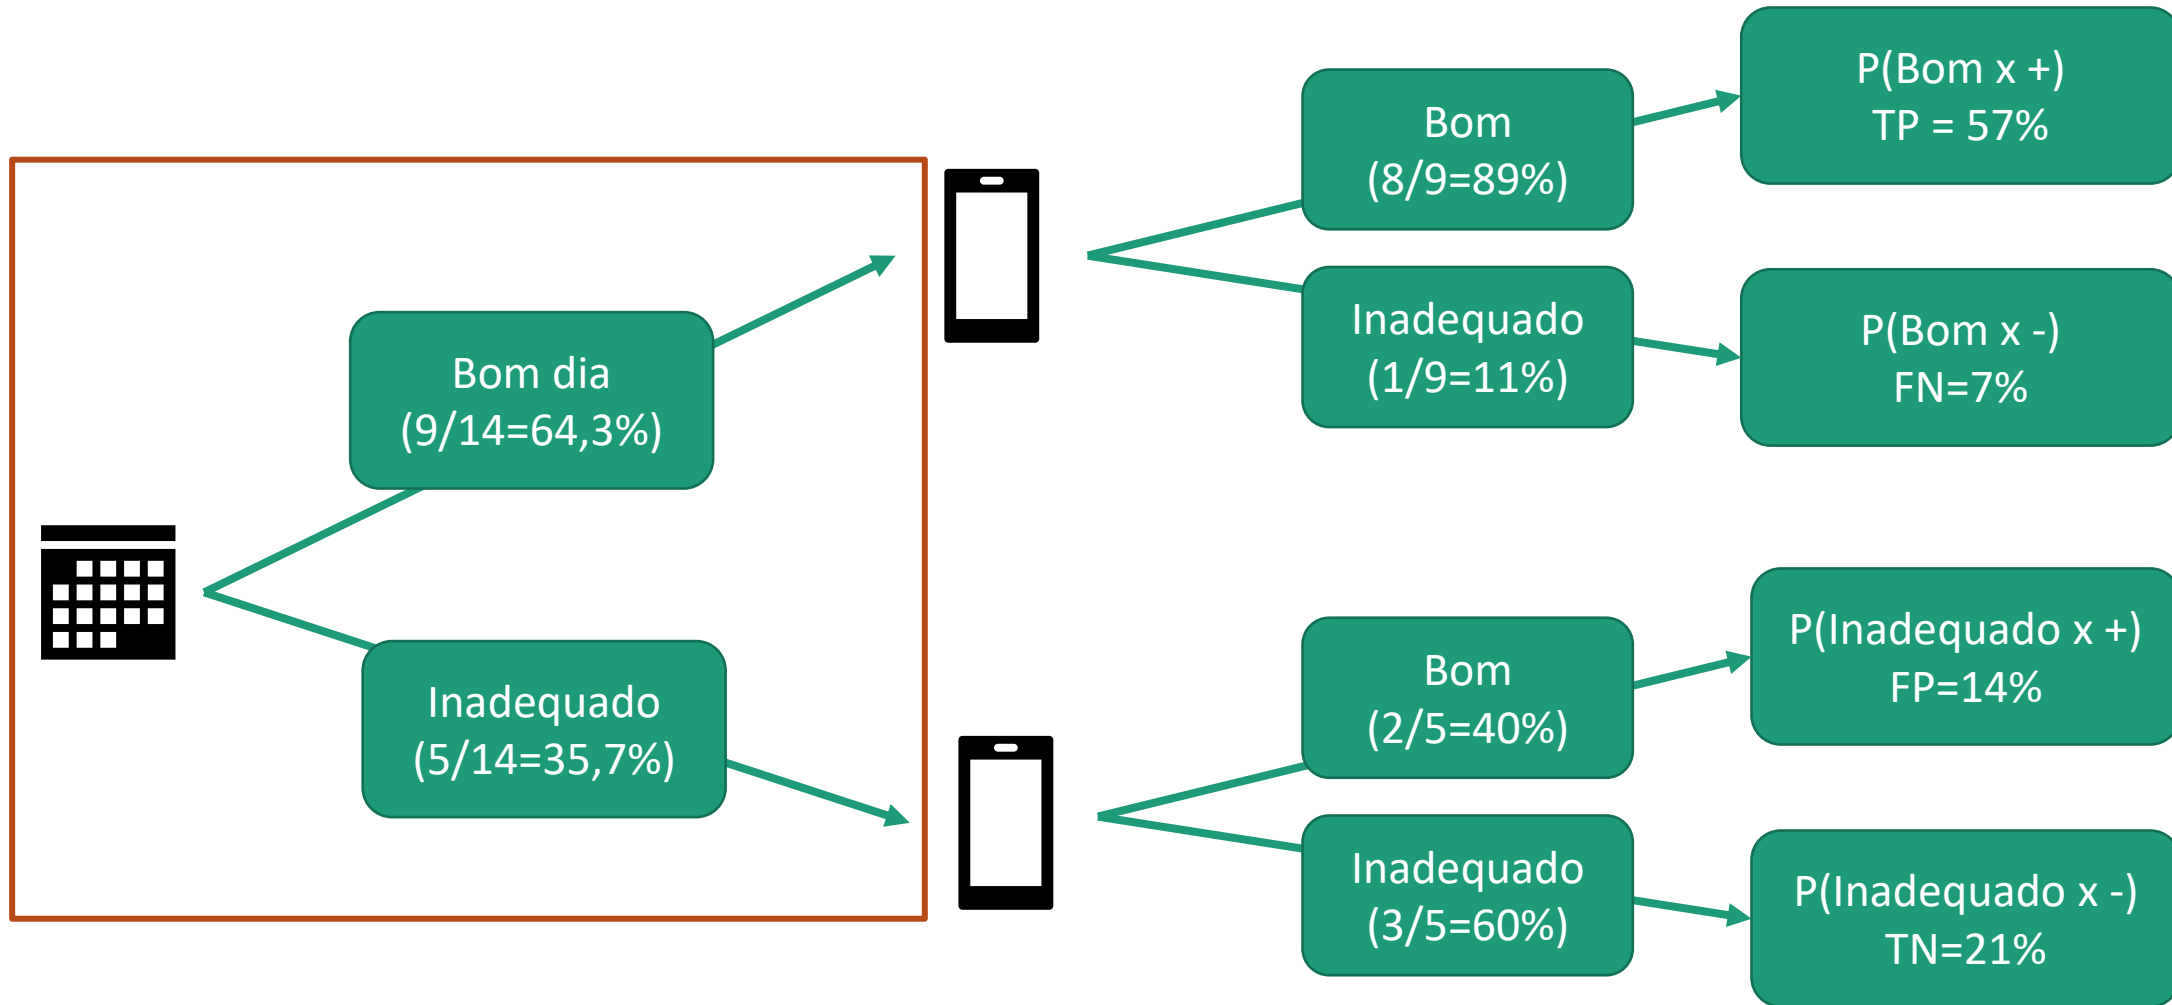 Bom dia
(9/14=64,3%)
Inadequado
(5/14=35,7%)
Bom
(8/9=89%)
Inadequado
(1/9=11%)
P(Bom x +)
TP = 57%
P(Bom x -)
FN=7%
Bom
(2/5=40%)
Inadequado
(3/5=60%)
P(Inadequado x +)
FP=14%
P(Inadequado x -)
TN=21%